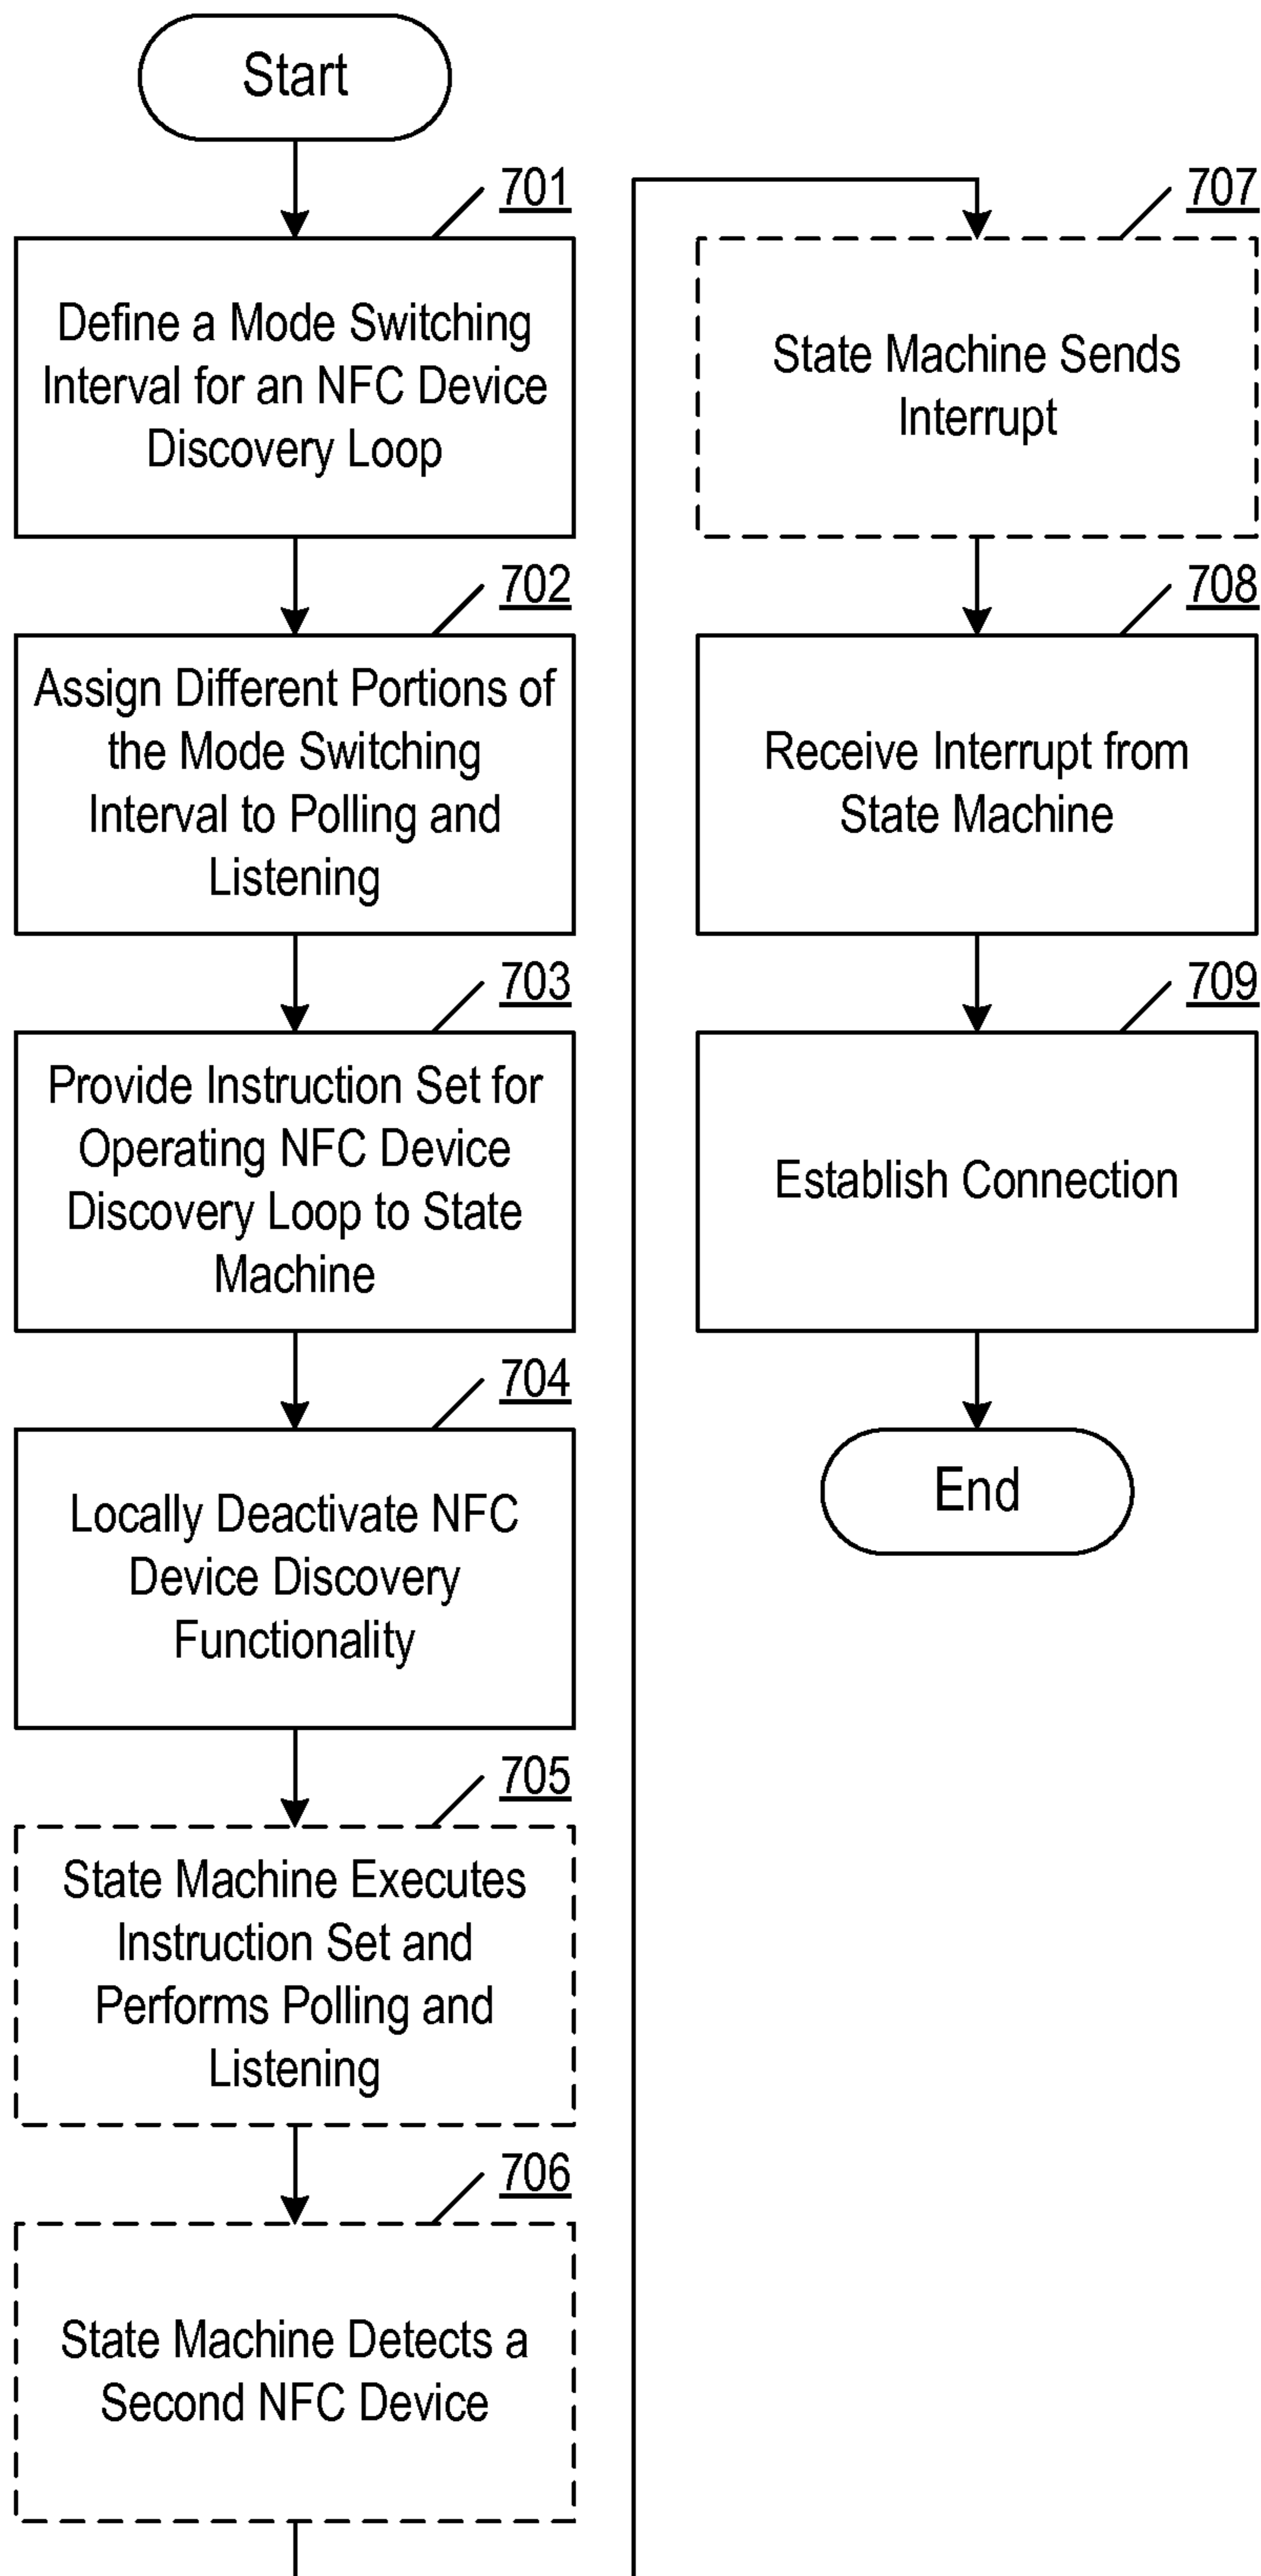 Start
701
Define a Mode Switching
Interval for an NFC Device
Discovery Loop
702
Assign Different Portions of
the Mode Switching
Interval to Polling and
Listening
703
Provide Instruction Set for
Operating NFC Device
Discovery Loop to State
Machine
704
Locally Deactivate NFC
Device Discovery
Functionality
705
State Machine Executes
Instruction Set and
Performs Polling and
Listening
706
State Machine Detects a
Second NFC Device
707
State Machine Sends
Interrupt
708
Receive Interrupt from
State Machine
709
Establish Connection
End